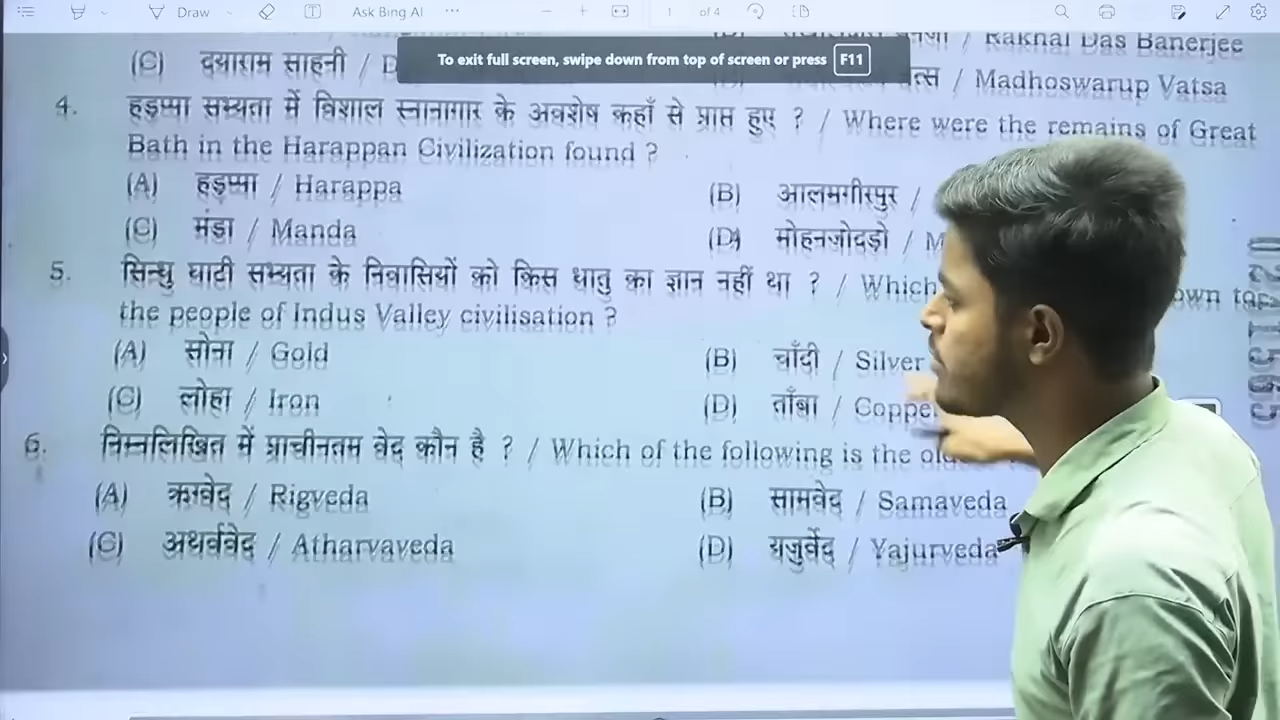 Draw
Ask Bing AI
1 of 4
To exit full screen, swipe down from top of screen or press F11
/ Rakhal Das Banerjee
(C) दयाराम साहनी /
/ Madhoswarup Vatsa
4. हड़प्पा सभ्यता में विशाल स्नानागार के अवशेष कहाँ से प्राप्त हुए ? / Where were the remains of Great
Bath in the Harappan Civilization found ?
(A) हड़प्पा / Harappa
(B) आलमगीरपुर /
(C) मंडा / Manda
(D) मोहनजोदड़ो /
5. सिन्धु घाटी सभ्यता के निवासियों को किस धातु का ज्ञान नहीं था ? / Which
the people of Indus Valley civilisation ?
(A) सोना / Gold
(B) चाँदी / Silver
(C) लोहा / Iron
(D) ताँबा /
6. निम्नलिखित में प्राचीनतम वेद कौन है ? / Which of the following is the
(A) ऋग्वेद / Rigveda
(B) सामवेद / Samaveda
(C) अथर्ववेद / Atharvaveda
(D) यजुर्वेद / Yajurveda